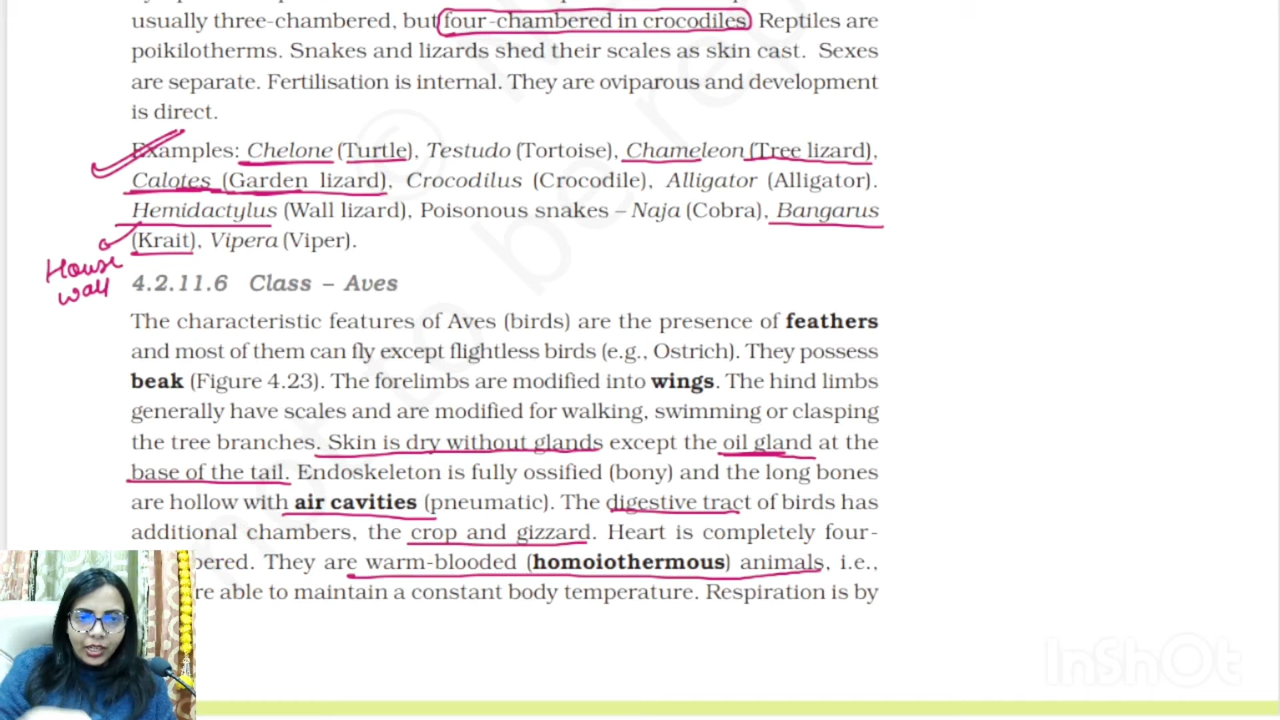 usually three-chambered, but four-chambered in crocodiles. Reptiles are
poikilotherms. Snakes and lizards shed their scales as skin cast. Sexes
are separate. Fertilisation is internal. They are oviparous and development
is direct.
Examples: Chelone (Turtle), Testudo (Tortoise), Chameleon (Tree lizard),
Calotes (Garden lizard), Crocodilus (Crocodile), Alligator (Alligator).
Hemidactylus (Wall lizard), Poisonous snakes – Naja (Cobra), Bangarus
(Krait), Vipera (Viper).
House
wall
4.2.11.6 Class – Aves
The characteristic features of Aves (birds) are the presence of feathers
and most of them can fly except flightless birds (e.g., Ostrich). They possess
beak (Figure 4.23). The forelimbs are modified into wings. The hind limbs
generally have scales and are modified for walking, swimming or clasping
the tree branches. Skin is dry without glands except the oil gland at the
base of the tail. Endoskeleton is fully ossified (bony) and the long bones
are hollow with air cavities (pneumatic). The digestive tract of birds has
additional chambers, the crop and gizzard. Heart is completely four-
bered. They are warm-blooded (homoiothermous) animals, i.e.,
re able to maintain a constant body temperature. Respiration is by
InShOt